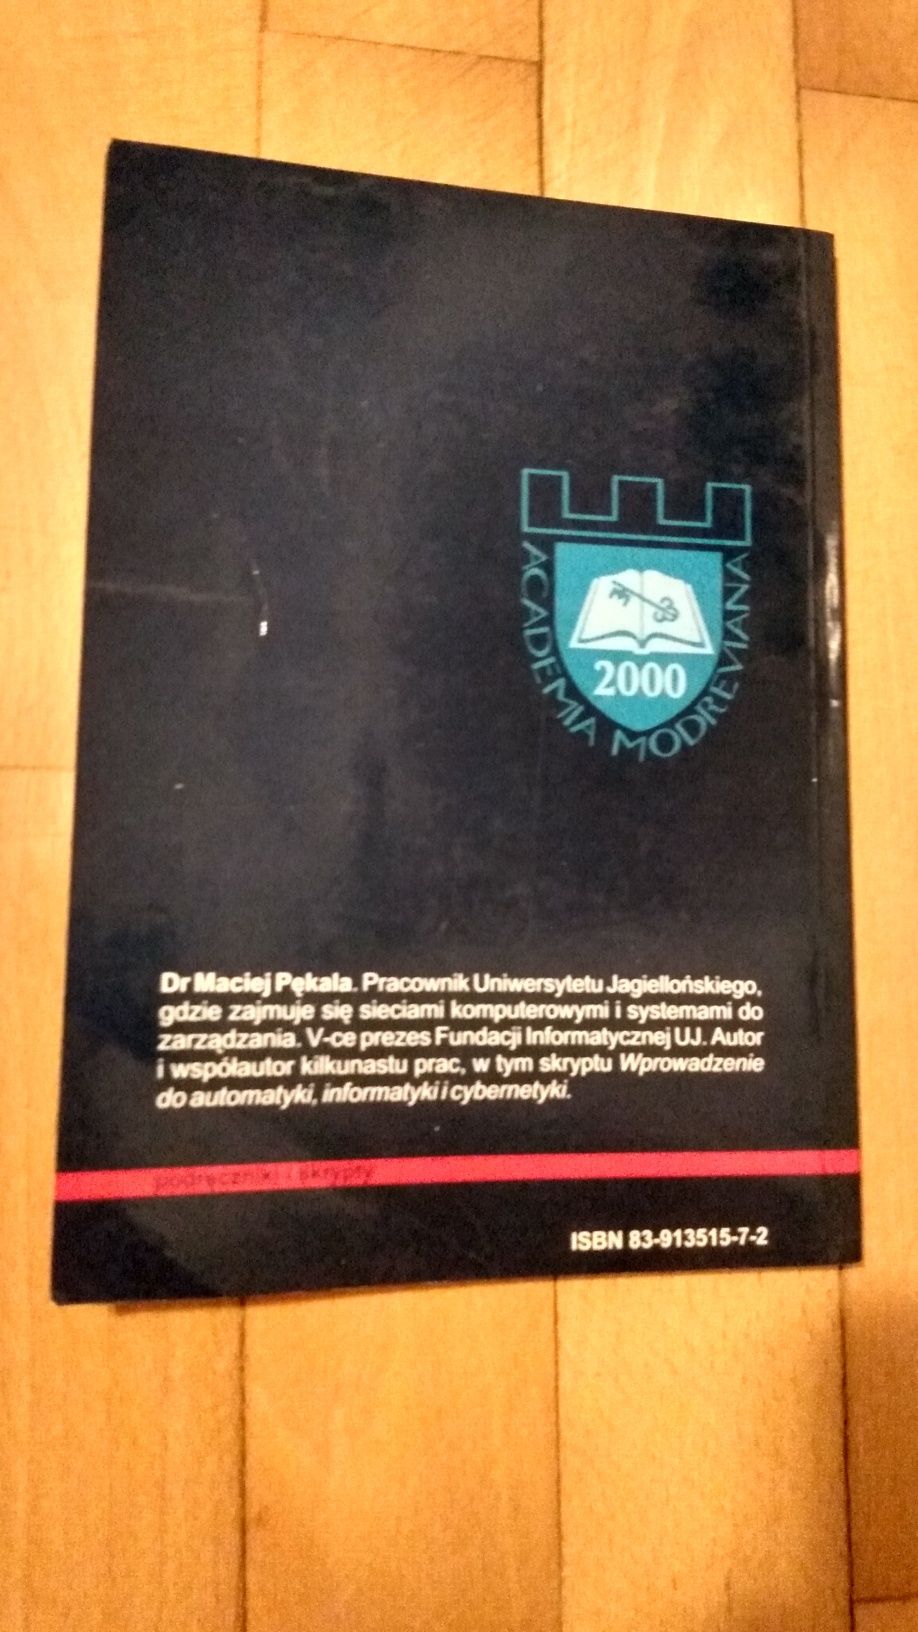 ACADEMIA MODREVIANA
2000
Dr Maciej Pękala. Pracownik Uniwersytetu Jagiellońskiego,
gdzie zajmuje się sieciami komputerowymi i systemami do
zarządzania. V-ce prezes Fundacji Informatycznej UJ. Autor
i współautor kilkunastu prac, w tym skryptu Wprowadzenie
do automatyki, informatyki i cybernetyki.
podręczniki i skrypty
ISBN 83-913515-7-2